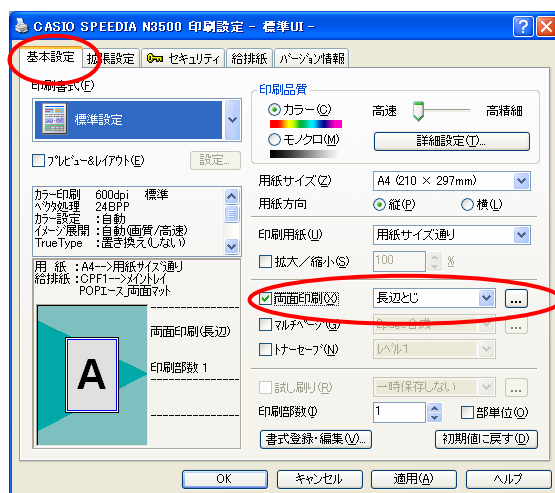 CASIO SPEEDIA N3500 印刷設定 - 標準UI -
基本設定 拡張設定 セキュリティ 給排紙 バージョン情報
印刷書式(F)
標準設定
プレビュー&レイアウト(E) 設定...
カラー印刷 600dpi 標準
ベクタ処理 24BPP
カラー設定 :自動
イメージ展開 :自動(画質/高速)
TrueType :置き換え(しない)
用 紙 :A4-->用紙サイズ通り
給排紙 :CPF1-->メイントレイ
POPエース_両面マット
両面印刷(長辺)
印刷部数 1
A
印刷品質
カラー(C) 高速 高精細
モノクロ(M) 詳細設定(T)...
用紙サイズ(Z) A4 (210 × 297mm)
用紙方向 縦(P) 横(L)
印刷用紙(U) 用紙サイズ通り
拡大/縮小(S) 100 %
両面印刷(X) 長辺とじ ...
マルチページ(G) 2page合成
トナーセーブ(N) レベル1
試し刷り(R) 一時保存しない ...
印刷部数(I) 1 部単位(O)
書式登録・編集(V)... 初期値に戻す(D)
OK キャンセル 適用(A) ヘルプ